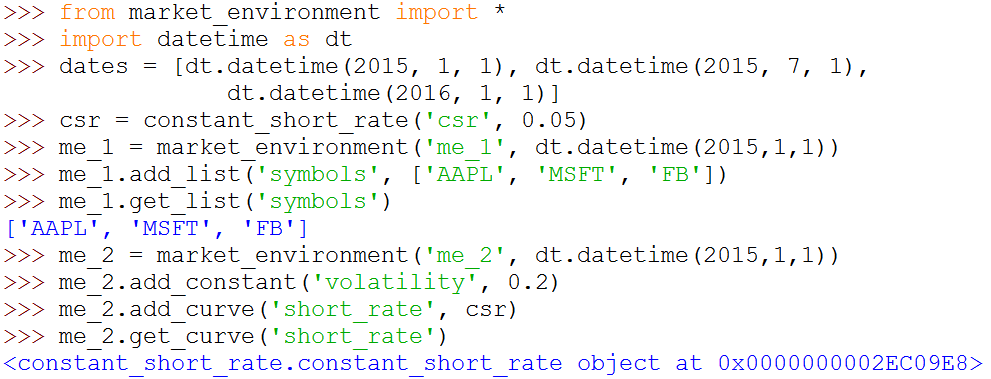 >>> from market_environment import *
>>> import datetime as dt
>>> dates = [dt.datetime(2015, 1, 1), dt.datetime(2015, 7, 1),
             dt.datetime(2016, 1, 1)]
>>> csr = constant_short_rate('csr', 0.05)
>>> me_1 = market_environment('me_1', dt.datetime(2015,1,1))
>>> me_1.add_list('symbols', ['AAPL', 'MSFT', 'FB'])
>>> me_1.get_list('symbols')
['AAPL', 'MSFT', 'FB']
>>> me_2 = market_environment('me_2', dt.datetime(2015,1,1))
>>> me_2.add_constant('volatility', 0.2)
>>> me_2.add_curve('short_rate', csr)
>>> me_2.get_curve('short_rate')
<constant_short_rate.constant_short_rate object at 0x0000000002EC09E8>